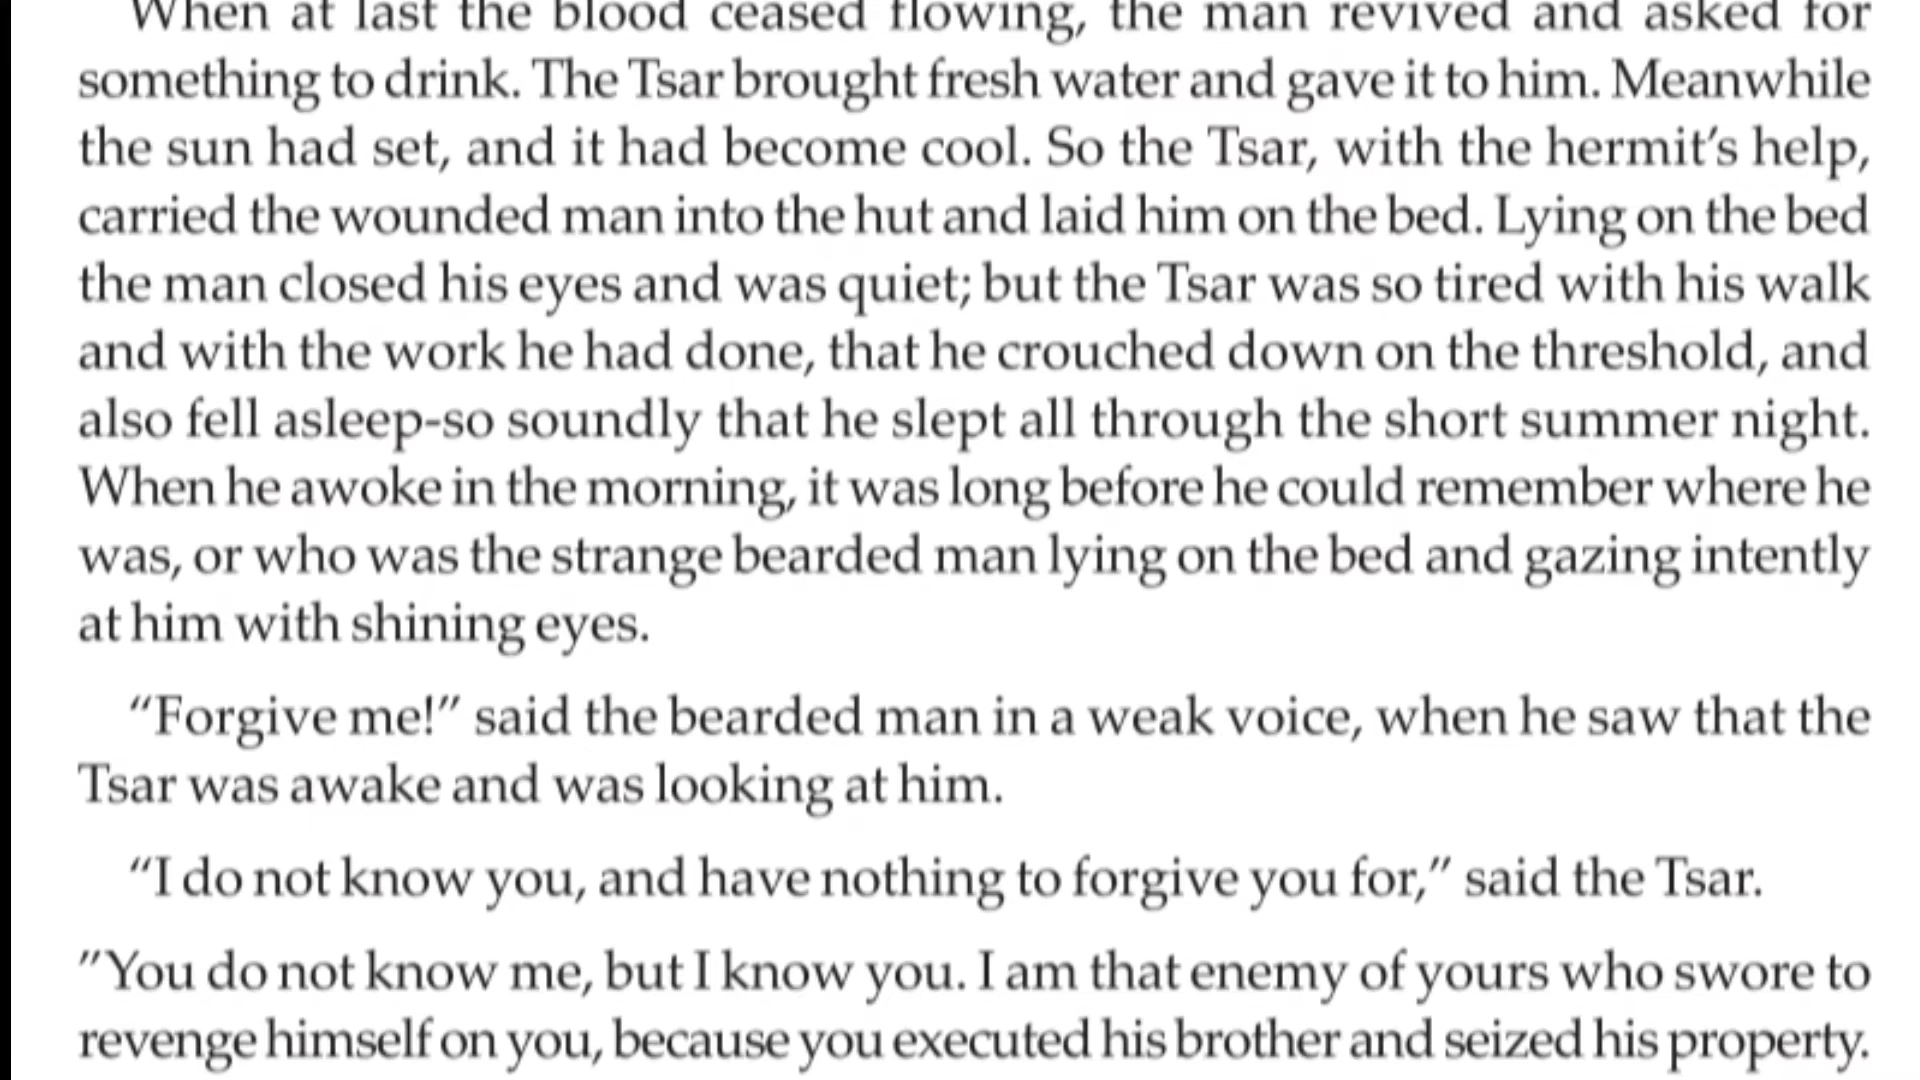 When at last the blood ceased flowing, the man revived and asked for
something to drink. The Tsar brought fresh water and gave it to him. Meanwhile
the sun had set, and it had become cool. So the Tsar, with the hermit's help,
carried the wounded man into the hut and laid him on the bed. Lying on the bed
the man closed his eyes and was quiet; but the Tsar was so tired with his walk
and with the work he had done, that he crouched down on the threshold, and
also fell asleep-so soundly that he slept all through the short summer night.
When he awoke in the morning, it was long before he could remember where he
was, or who was the strange bearded man lying on the bed and gazing intently
at him with shining eyes.
“Forgive me!” said the bearded man in a weak voice, when he saw that the
Tsar was awake and was looking at him.
“I do not know you, and have nothing to forgive you for,” said the Tsar.
”You do not know me, but I know you. I am that enemy of yours who swore to
revenge himself on you, because you executed his brother and seized his property.